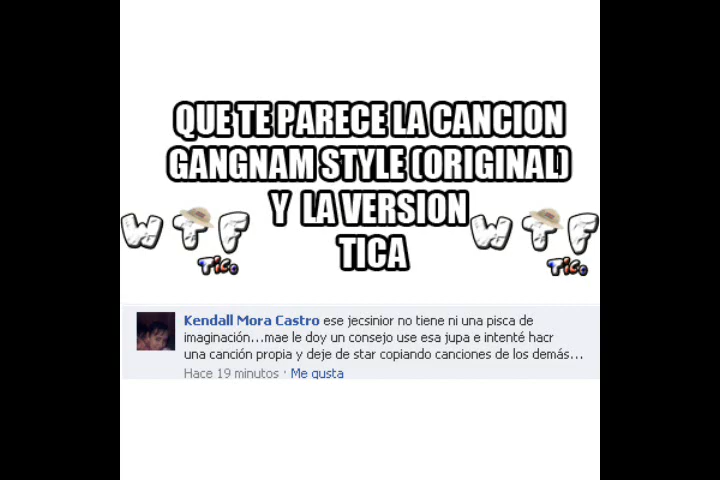 QUE TE PARECE LA CANCION
GANGNAM STYLE (ORIGINAL)
Y LA VERSION
TICA
WTF
Tico
WTF
Tico
Kendall Mora Castro ese jecsinior no tiene ni una pisca de
imaginación...mae le doy un consejo use esa jupa e intenté hacr
una canción propia y deje de star copiando canciones de los demás...
Hace 19 minutos · Me gusta